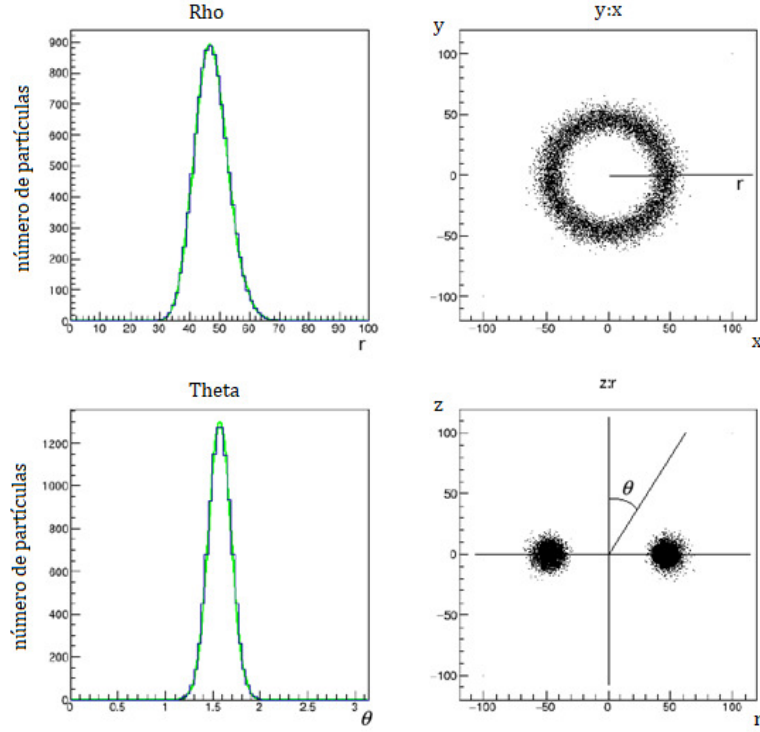 Rho
número de partículas
900
800
700
600
500
400
300
200
100
0
0 10 20 30 40 50 60 70 80 90 100
r
y:x
y
100
50
0
−50
−100
r
−100 −50 0 50 100
x
Theta
número de partículas
1200
1000
800
600
400
200
0
0 0.5 1 1.5 2 2.5 3
θ
z:r
z
100
50
0
−50
−100
θ
−100 −50 0 50 100
r